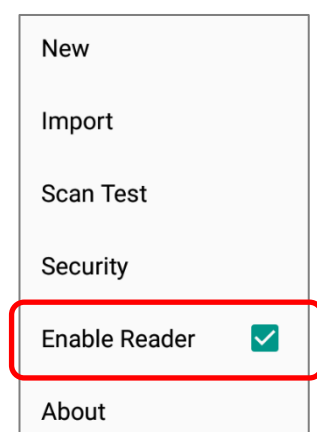 New
Import
Scan Test
Security
Enable Reader
About